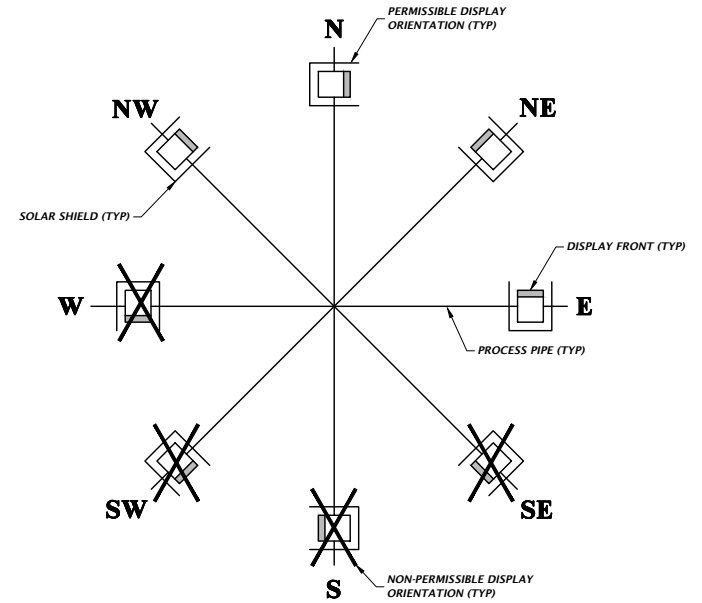 PERMISSIBLE DISPLAY
ORIENTATION (TYP)
N
NW
NE
SOLAR SHIELD (TYP)
DISPLAY FRONT (TYP)
W
E
PROCESS PIPE (TYP)
SW
SE
S
NON-PERMISSIBLE DISPLAY
ORIENTATION (TYP)